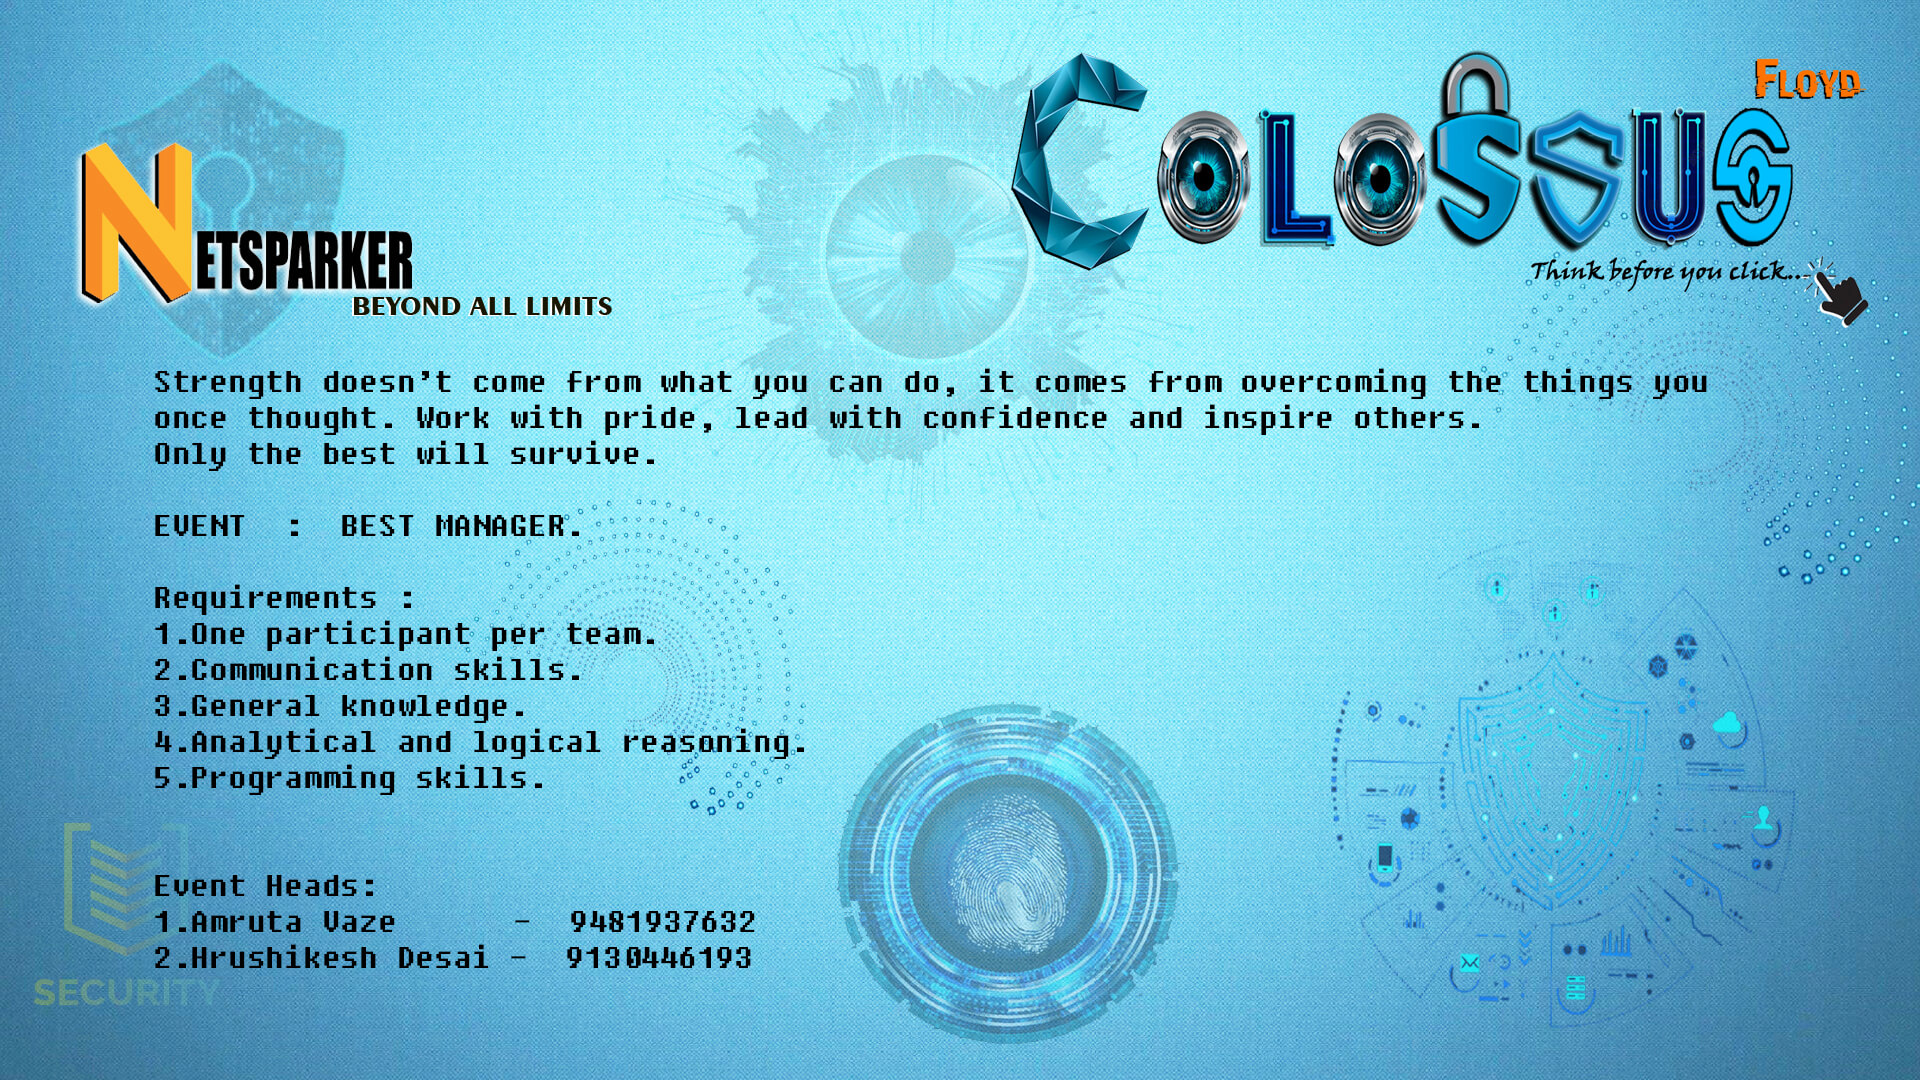 COLOSSUS
FLOYD
Think before you click...
NETSPARKER
BEYOND ALL LIMITS
Strength doesn't come from what you can do, it comes from overcoming the things you
once thought. Work with pride, lead with confidence and inspire others.
Only the best will survive.
EVENT : BEST MANAGER.
Requirements :
1.One participant per team.
2.Communication skills.
3.General knowledge.
4.Analytical and logical reasoning.
5.Programming skills.
Event Heads:
1.Amruta Vaze - 9481937632
2.Hrushikesh Desai - 9130446193
SECURITY